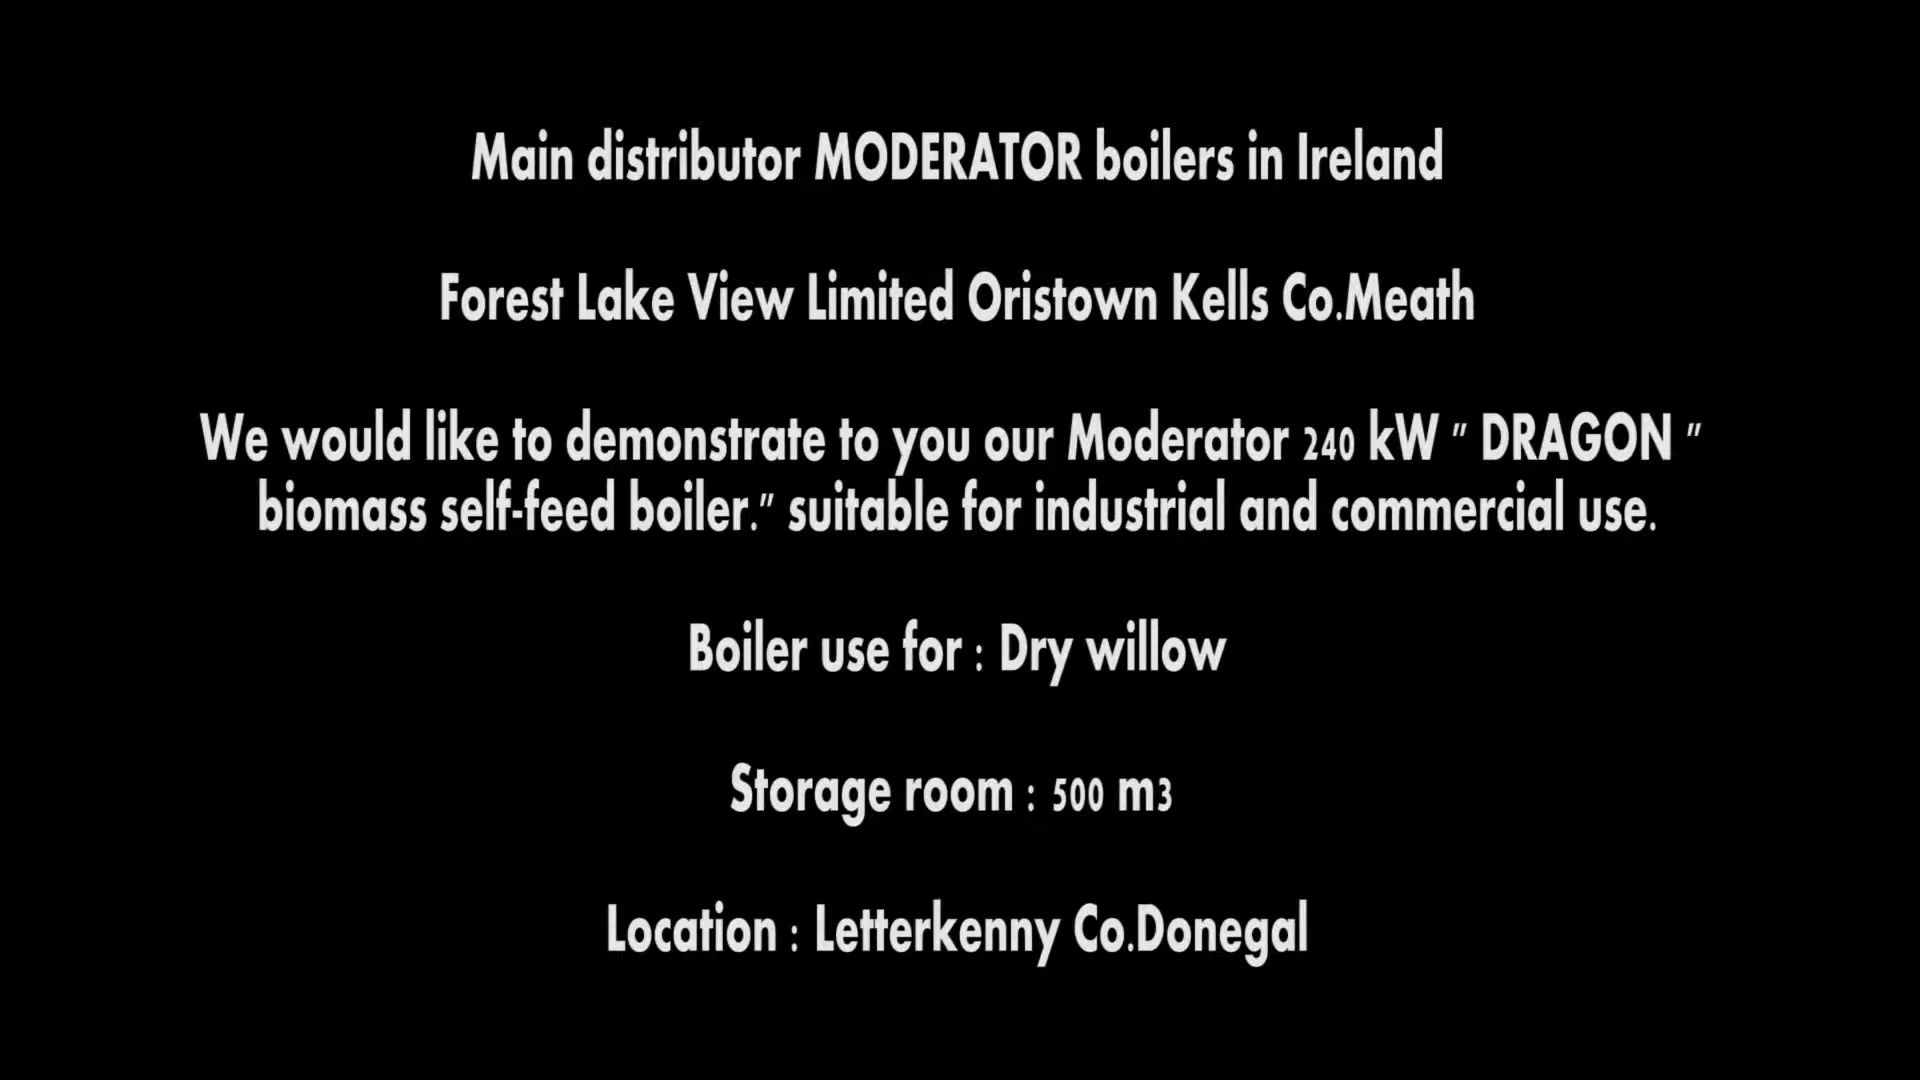 Main distributor MODERATOR boilers in Ireland
Forest Lake View Limited Oristown Kells Co.Meath
We would like to demonstrate to you our Moderator 240 kW " DRAGON "
biomass self-feed boiler." suitable for industrial and commercial use.
Boiler use for : Dry willow
Storage room : 500 m3
Location : Letterkenny Co.Donegal